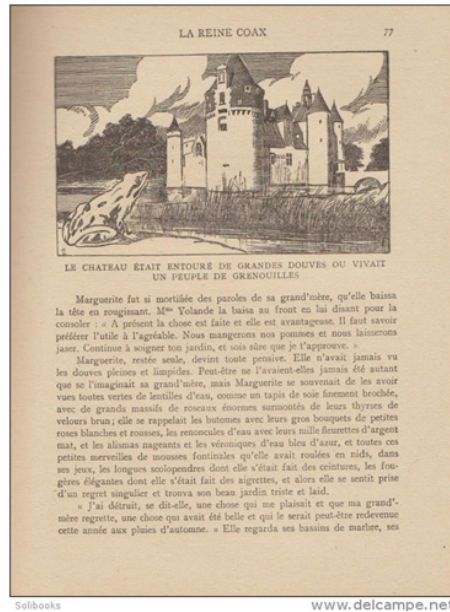 LA REINE COAX 77
LE CHATEAU ÉTAIT ENTOURÉ DE GRANDES DOUVES OU VIVAIT
UN PEUPLE DE GRENOUILLES
Marguerite fut si mortifiée des paroles de sa grand'mère, qu'elle baissa
la tête en rougissant. Mme Yolande la baisa au front en lui disant pour la
consoler : « A présent la chose est faite et elle est avantageuse. Il faut savoir
préférer l'utile à l'agréable. Nous mangerons nos pommes et nous laisserons
jaser. Continue à soigner ton jardin, et sois sûre que je t'approuve. »
Marguerite, restée seule, devint toute pensive. Elle n'avait jamais vu
les douves pleines et limpides. Peut-être ne l'avaient-elles jamais été autant
que se l'imaginait sa grand'mère, mais Marguerite se souvenait de les avoir
vues toutes vertes de lentilles d'eau, comme un tapis de soie finement brochée,
avec de grands massifs de roseaux énormes surmontés de leurs thyrses de
velours brun; elle se rappelait les butomes avec leurs gros bouquets de petites
roses blanches et rousses, les renoncules d'eau avec leurs mille fleurettes d'argent
mat, et les alismas nageants et les véroniques d'eau bleu d'azur, et toutes ces
petites merveilles de mousses fontinales qu'elle avait roulées en nids, dans
ses jeux, les longues scolopendres dont elle s'était fait des ceintures, les fou-
gères élégantes dont elle s'était fait des aigrettes, et alors elle se sentit prise
d'un regret singulier et trouva son beau jardin triste et laid.
« J'ai détruit, se dit-elle, une chose qui me plaisait et que ma grand'-
mère regrette, une chose qui avait été belle et qui le serait peut-être redevenue
cette année aux pluies d'automne. » Elle regarda ses bassins de marbre, ses
Solibooks delcampe.net